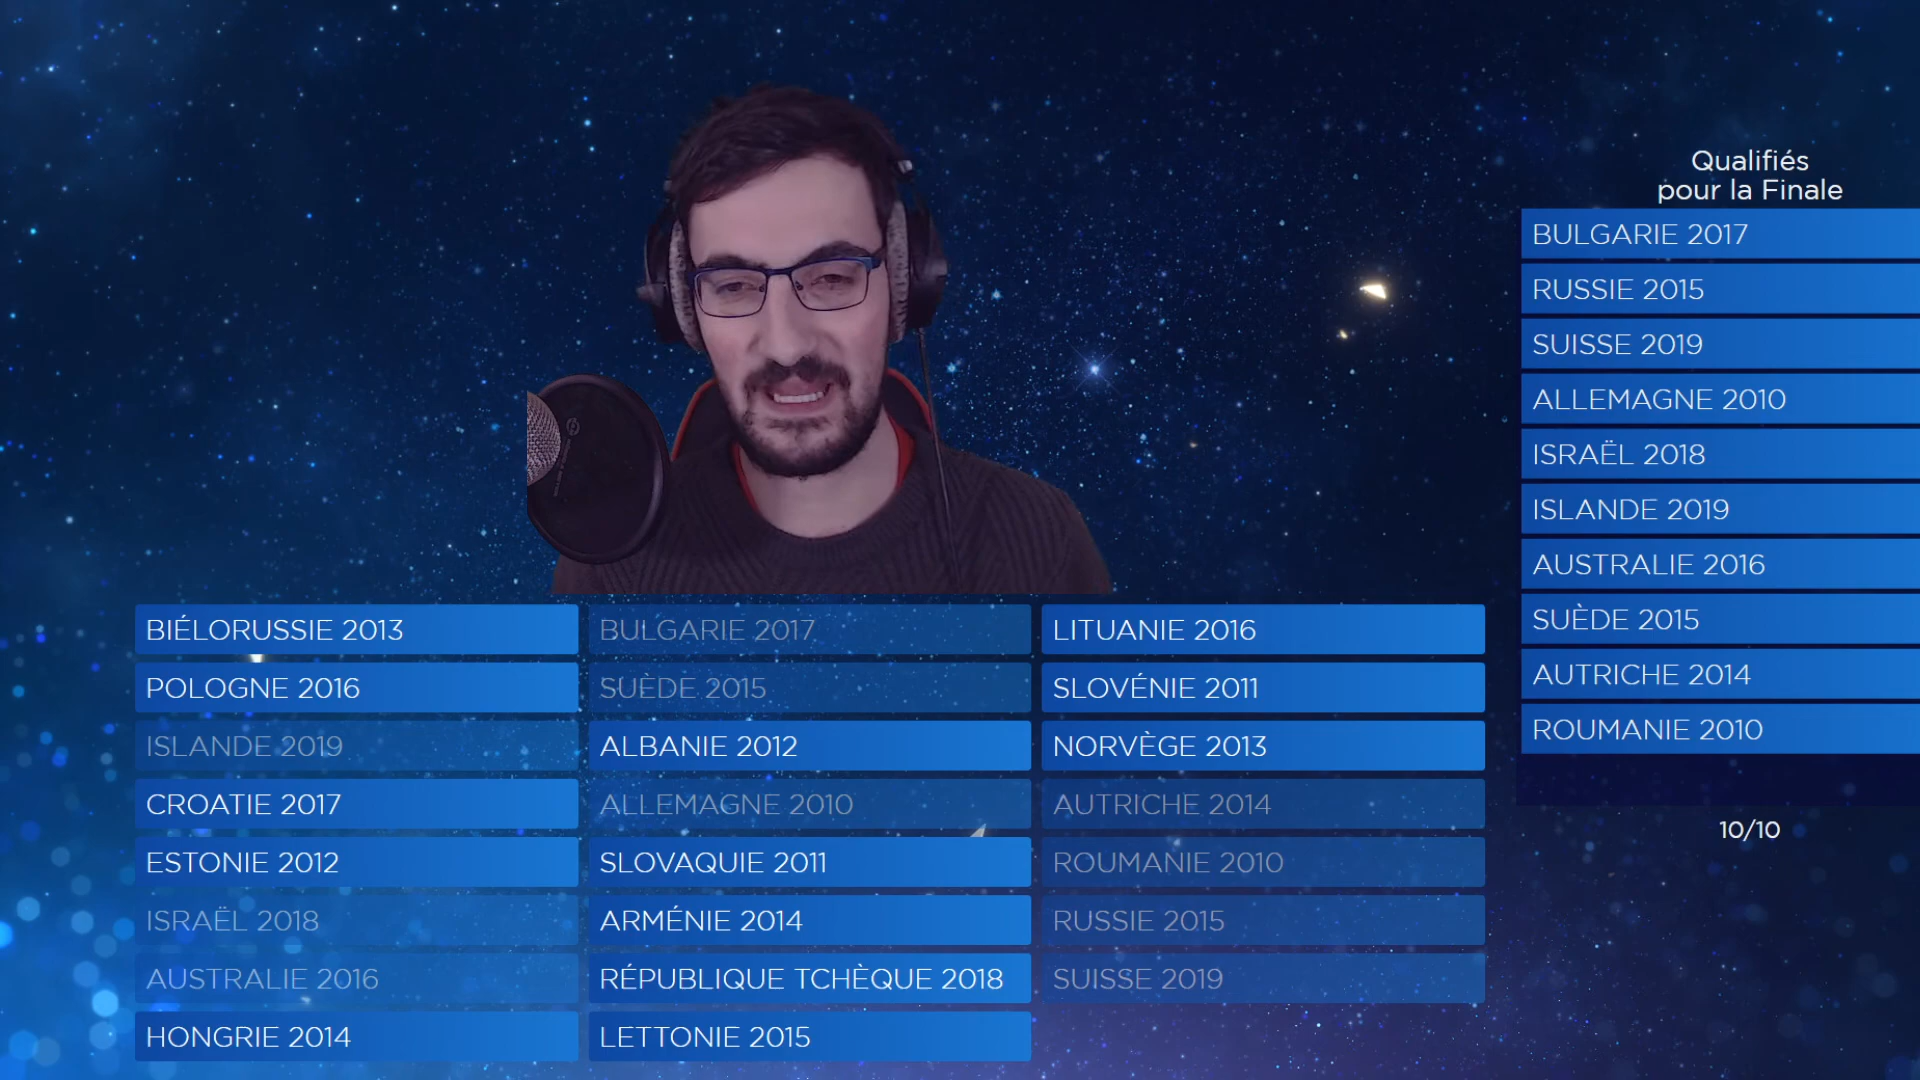 Qualifiés
pour la Finale
BULGARIE 2017
RUSSIE 2015
SUISSE 2019
ALLEMAGNE 2010
ISRAËL 2018
ISLANDE 2019
AUSTRALIE 2016
SUÈDE 2015
AUTRICHE 2014
ROUMANIE 2010
10/10
BIÉLORUSSIE 2013
POLOGNE 2016
ISLANDE 2019
CROATIE 2017
ESTONIE 2012
ISRAËL 2018
AUSTRALIE 2016
HONGRIE 2014
BULGARIE 2017
SUÈDE 2015
ALBANIE 2012
ALLEMAGNE 2010
SLOVAQUIE 2011
ARMÉNIE 2014
RÉPUBLIQUE TCHÈQUE 2018
LETTONIE 2015
LITUANIE 2016
SLOVÉNIE 2011
NORVÈGE 2013
AUTRICHE 2014
ROUMANIE 2010
RUSSIE 2015
SUISSE 2019